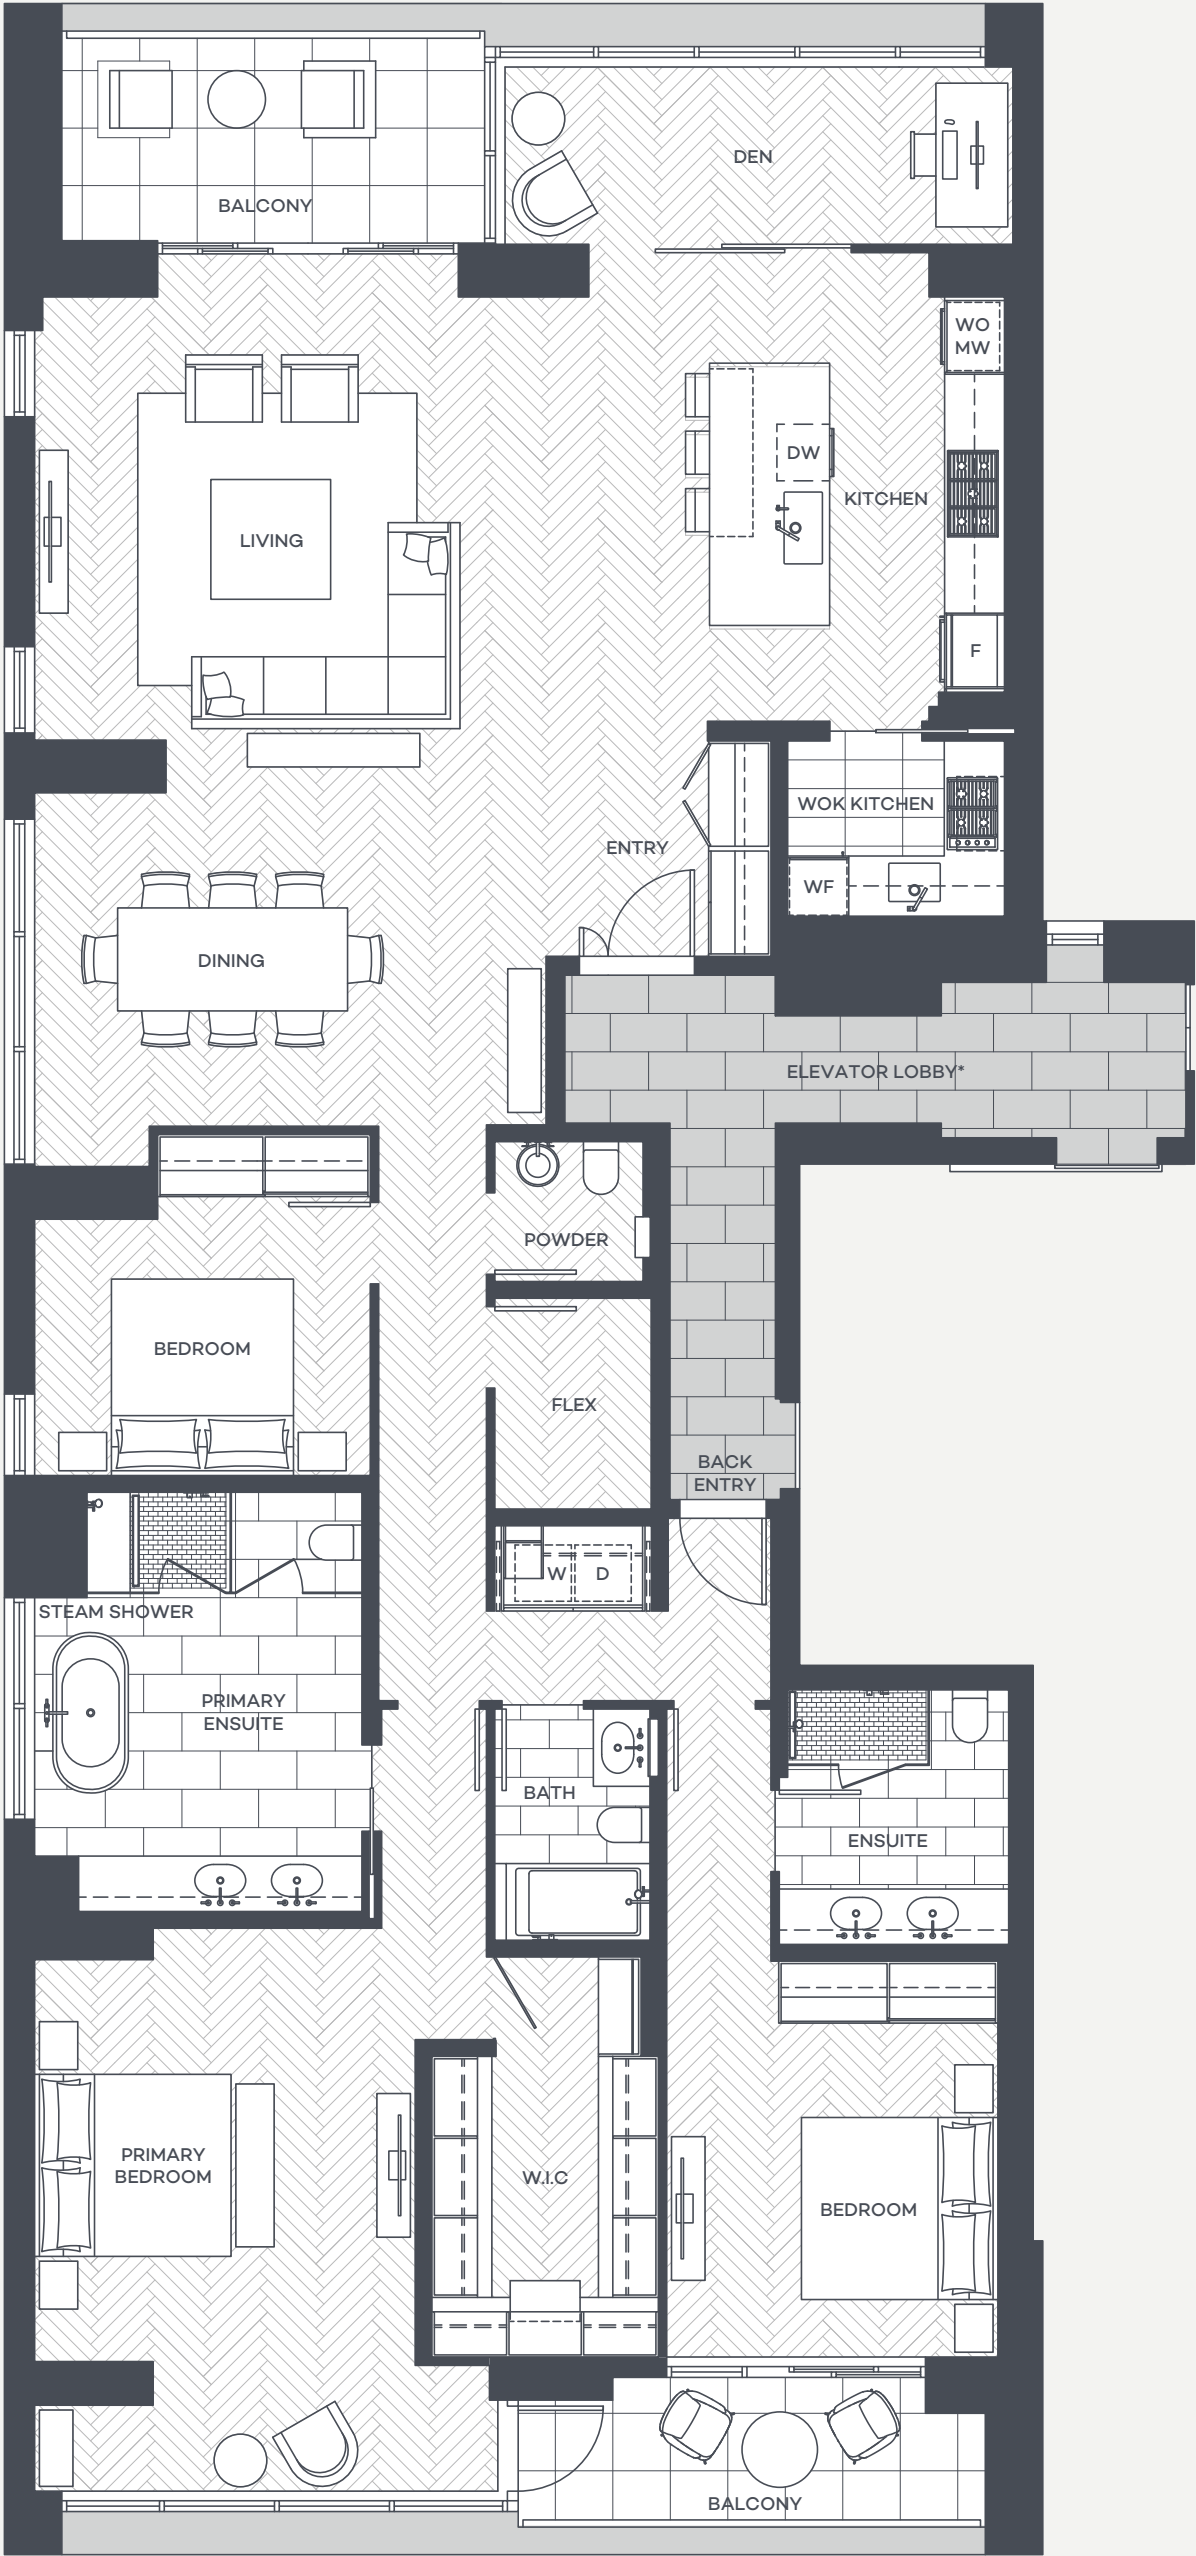 DEN
BALCONY
WO
MW
DW
KITCHEN
LIVING
F
WOK KITCHEN
ENTRY
WF
DINING
ELEVATOR LOBBY*
POWDER
BEDROOM
FLEX
BACK
ENTRY
W
D
STEAM SHOWER
PRIMARY
ENSUITE
BATH
ENSUITE
PRIMARY
BEDROOM
W.I.C
BEDROOM
BALCONY